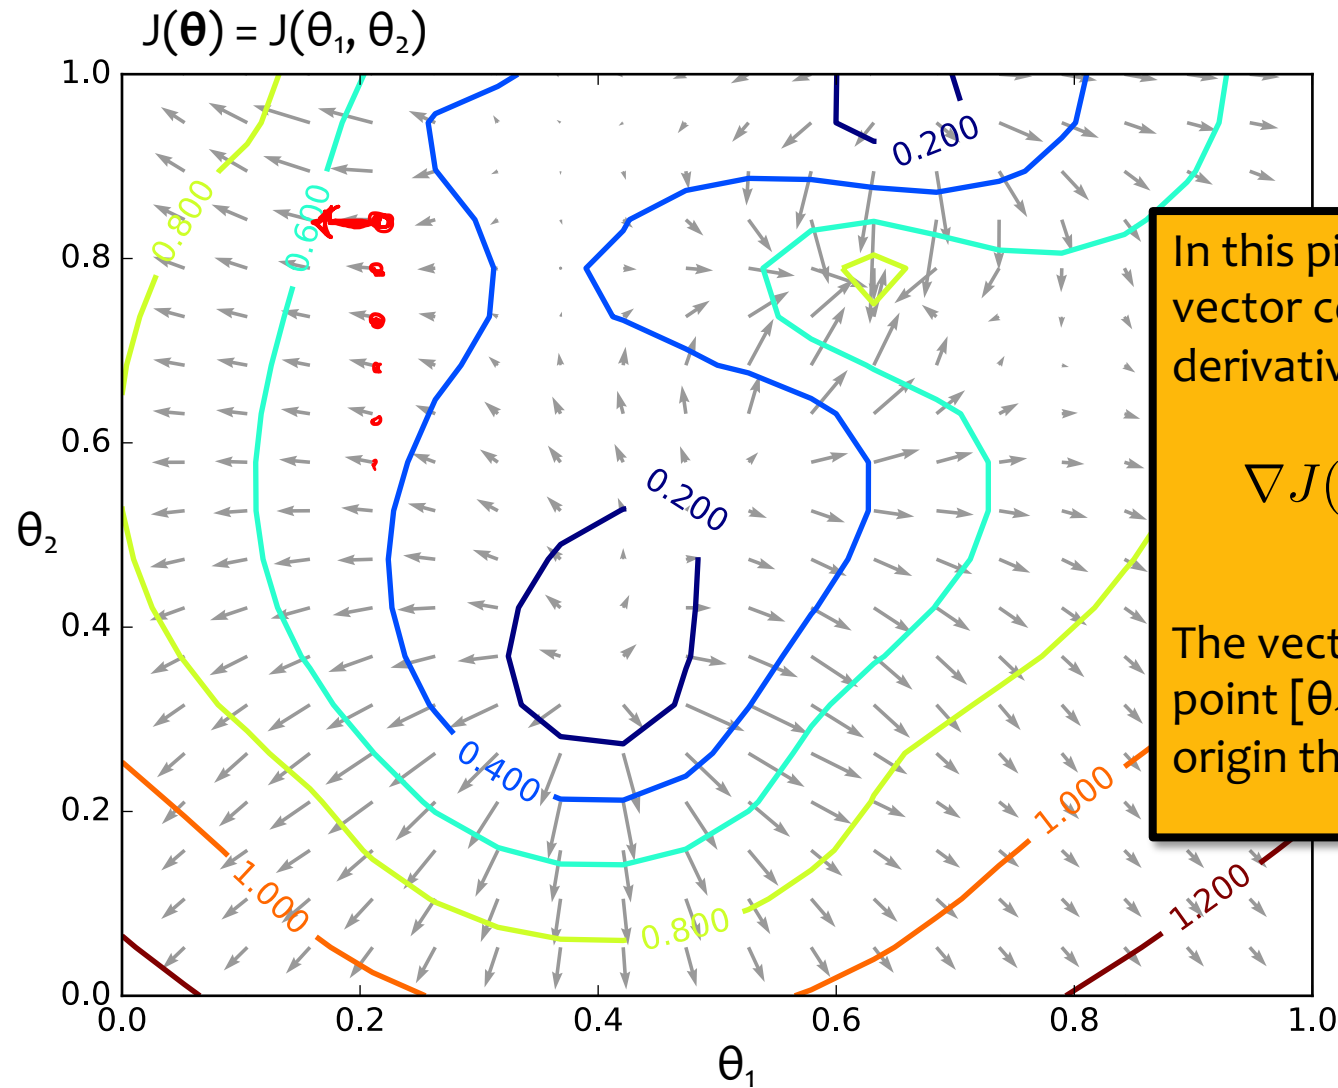 J(θ) = J(θ₁, θ₂)
1.0
0.8
0.6
0.4
0.2
0.0
θ₂
0.0 0.2 0.4 0.6 0.8 1.0
θ₁
0.800
0.600
0.200
0.200
0.400
1.000
0.800
1.000
1.200
In this pi
vector co
derivativ
∇J(
The vect
point [θ
origin th